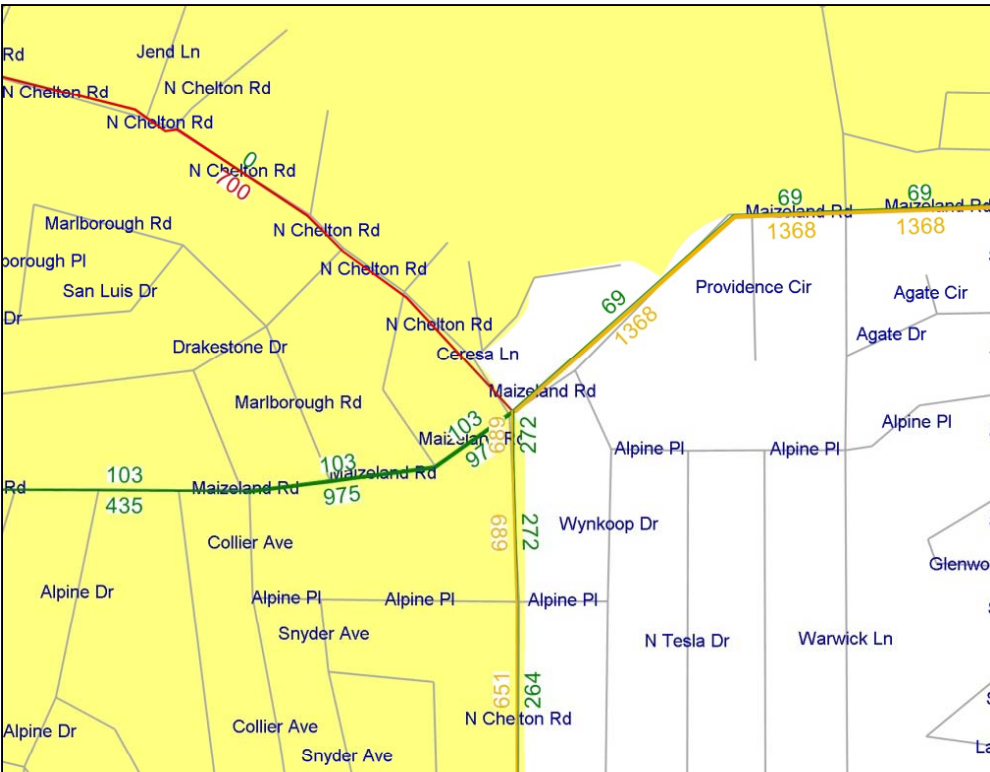 Rd
Jend Ln
N Chelton Rd
N Chelton Rd
N Chelton Rd
0
N Chelton Rd
700
69
69
Maizeland Rd
Maizeland Rd
1368
1368
Marlborough Rd
N Chelton Rd
borough Pl
N Chelton Rd
San Luis Dr
Providence Cir
Agate Cir
69
1368
Dr
N Chelton Rd
Agate Dr
Drakestone Dr
Ceresa Ln
Maizeland Rd
Marlborough Rd
Alpine Pl
103
689
272
Maizeland Rd
97
Alpine Pl
Alpine Pl
103
Maizeland Rd
975
103
Rd
Maizeland Rd
435
689
272
Wynkoop Dr
Collier Ave
Glenwo
Alpine Dr
Alpine Pl
Alpine Pl
Alpine Pl
Snyder Ave
N Tesla Dr
Warwick Ln
651
264
N Chelton Rd
Alpine Dr
Collier Ave
Snyder Ave
La